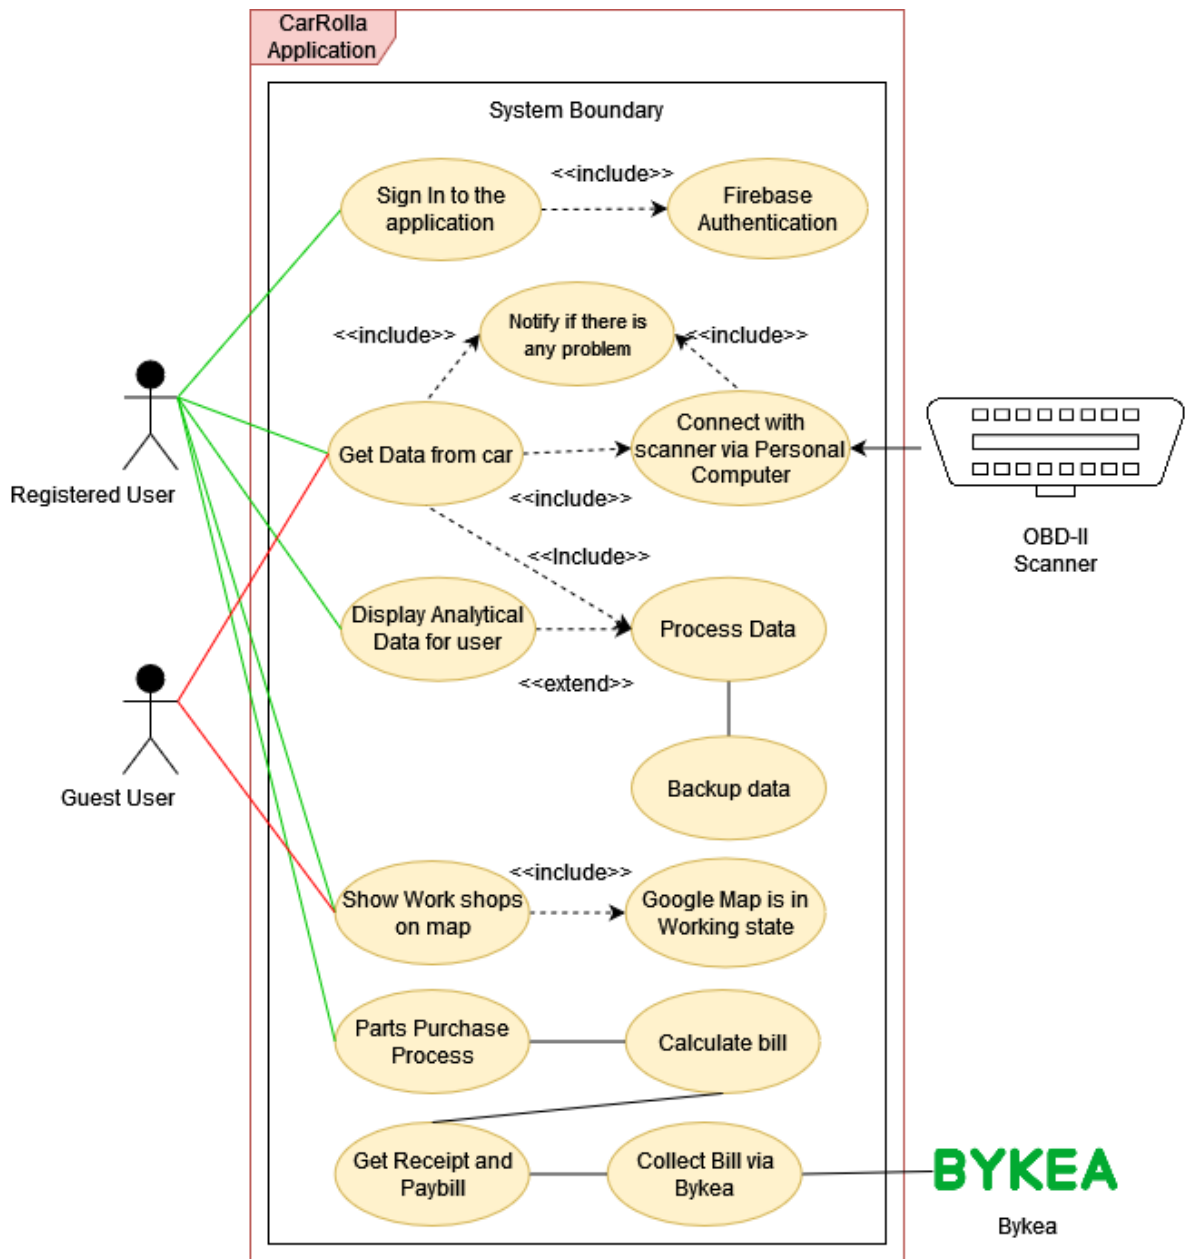 CarRolla
Application
System Boundary
<<include>>
Sign In to the
application
Firebase
Authentication
Notify if there is
any problem
<<include>>
<<include>>
Get Data from car
Connect with
scanner via Personal
Computer
<<include>>
Registered User
OBD-II
Scanner
<<Include>>
Display Analytical
Data for user
Process Data
<<extend>>
Guest User
Backup data
<<include>>
Show Work shops
on map
Google Map is in
Working state
Parts Purchase
Process
Calculate bill
Get Receipt and
Paybill
Collect Bill via
Bykea
BYKEA
Bykea